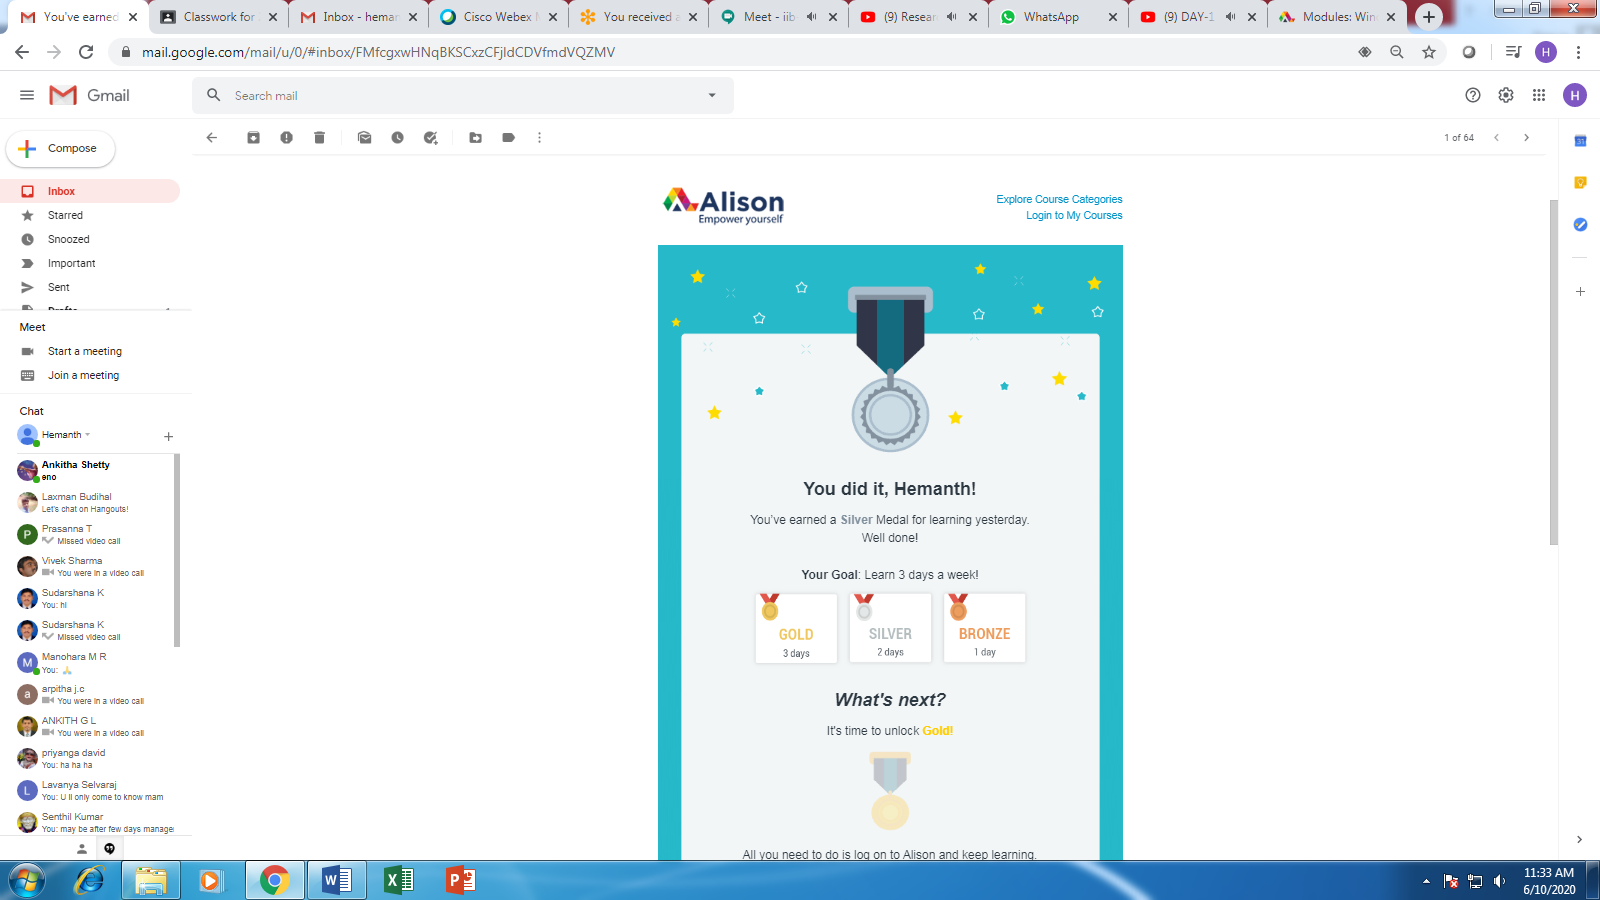 You've earned
Classwork for
Inbox - heman
Cisco Webex M
You received a
Meet - iib
(9) Resear
WhatsApp
(9) DAY-1
Modules: Win
mail.google.com/mail/u/0/#inbox/FMfcgxwHNqBKSCxzCFjldCDVfmdVQZMV
H
Gmail
Search mail
H
Compose
1 of 64
Inbox
Starred
Snoozed
Important
Sent
Drafts
Meet
Start a meeting
Join a meeting
Chat
Hemanth
Ankitha Shetty
eno
Laxman Budihal
Let's chat on Hangouts!
P
Prasanna T
Missed video call
Vivek Sharma
You were in a video call
Sudarshana K
You: hi
Sudarshana K
Missed video call
M
Manohara M R
You: 🙏
a
arpitha j.c
You were in a video call
ANKITH G L
You were in a video call
priyanga david
You: ha ha ha
L
Lavanya Selvaraj
You: U ll only come to know mam
Senthil Kumar
You: may be after few days manager
Alison
Empower yourself
Explore Course Categories
Login to My Courses
You did it, Hemanth!
You've earned a Silver Medal for learning yesterday.
Well done!
Your Goal: Learn 3 days a week!
GOLD
3 days
SILVER
2 days
BRONZE
1 day
What's next?
It's time to unlock Gold!
All you need to do is log on to Alison and keep learning.
31
11:33 AM
6/10/2020